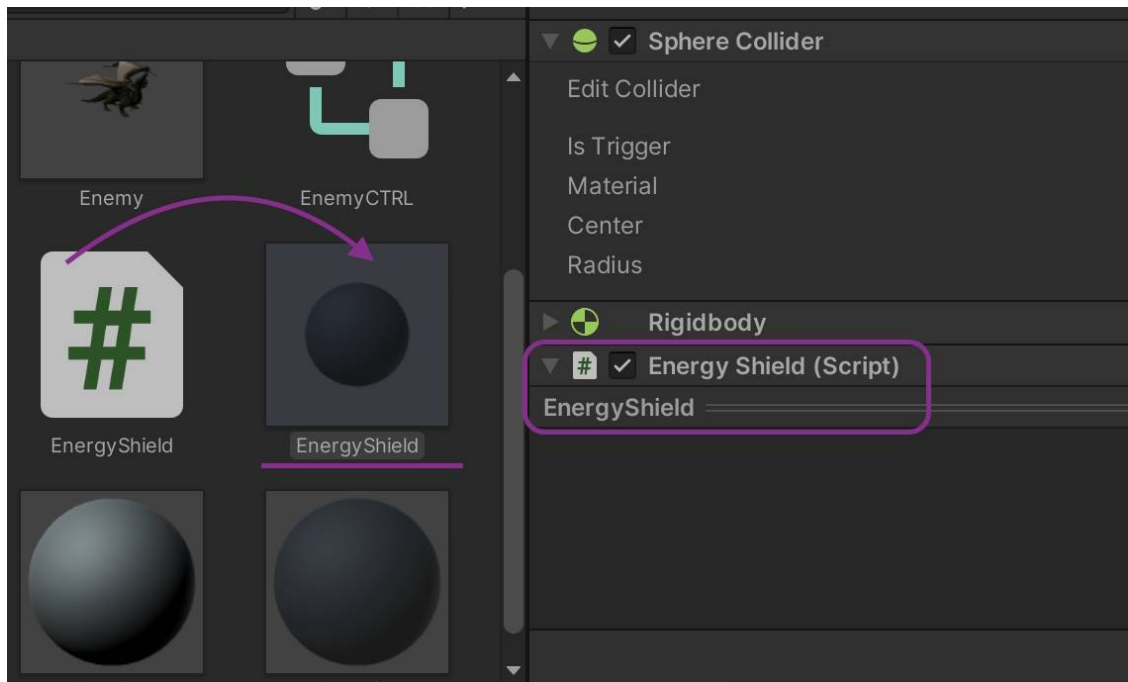 Enemy
EnemyCTRL
#
EnergyShield
EnergyShield
Sphere Collider
Edit Collider
Is Trigger
Material
Center
Radius
Rigidbody
# Energy Shield (Script)
EnergyShield